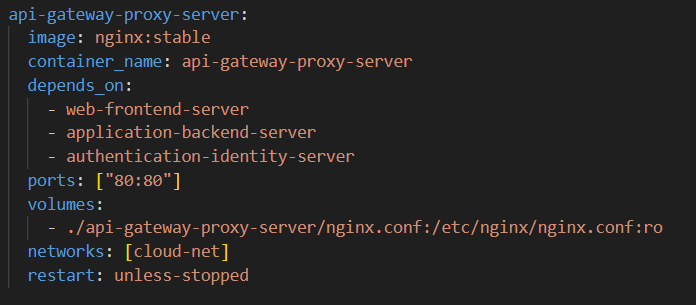 api-gateway-proxy-server:
  image: nginx:stable
  container_name: api-gateway-proxy-server
  depends_on:
    - web-frontend-server
    - application-backend-server
    - authentication-identity-server
  ports: ["80:80"]
  volumes:
    - ./api-gateway-proxy-server/nginx.conf:/etc/nginx/nginx.conf:ro
  networks: [cloud-net]
  restart: unless-stopped